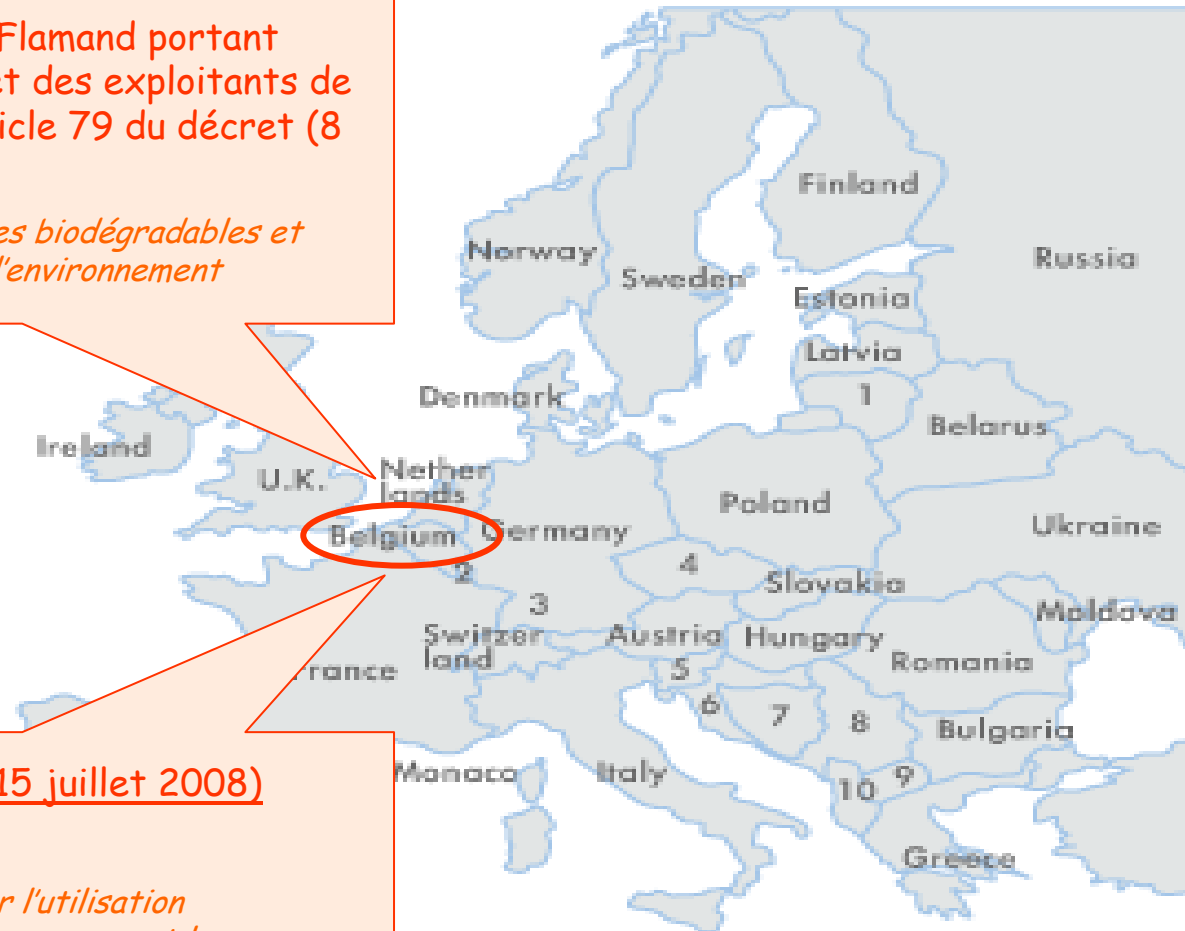 Flamand portant
et des exploitants de
icle 79 du décret (8
es biodégradables et
l'environnement
Finland
Norway
Sweden
Russia
Estonia
Latvia
1
Denmark
Belarus
Ireland
U.K.
Nether
lands
Poland
Belgium
Germany
Ukraine
2
4
Slovakia
3
Moldova
Switzer
land
Austria
Hungary
Romania
rance
5
6
7
8
Bulgaria
Monaco
Italy
9
10
Greece
15 juillet 2008)
r l'utilisation